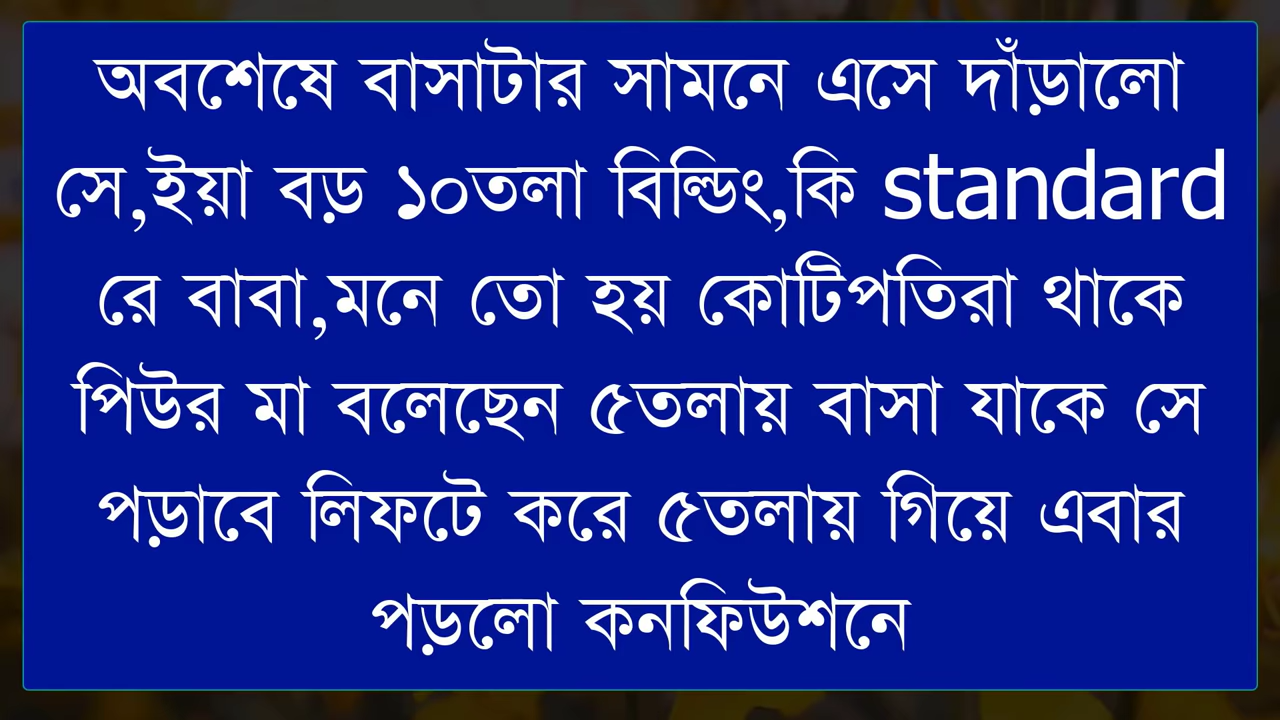 অবশেষে বাসাটার সামনে এসে দাঁড়ালো
সে,ইয়া বড় ১০তলা বিল্ডিং,কি standard
রে বাবা,মনে তো হয় কোটিপতিরা থাকে
পিউর মা বলেছেন ৫তলায় বাসা যাকে সে
পড়াবে লিফটে করে ৫তলায় গিয়ে এবার
পড়লো কনফিউশনে